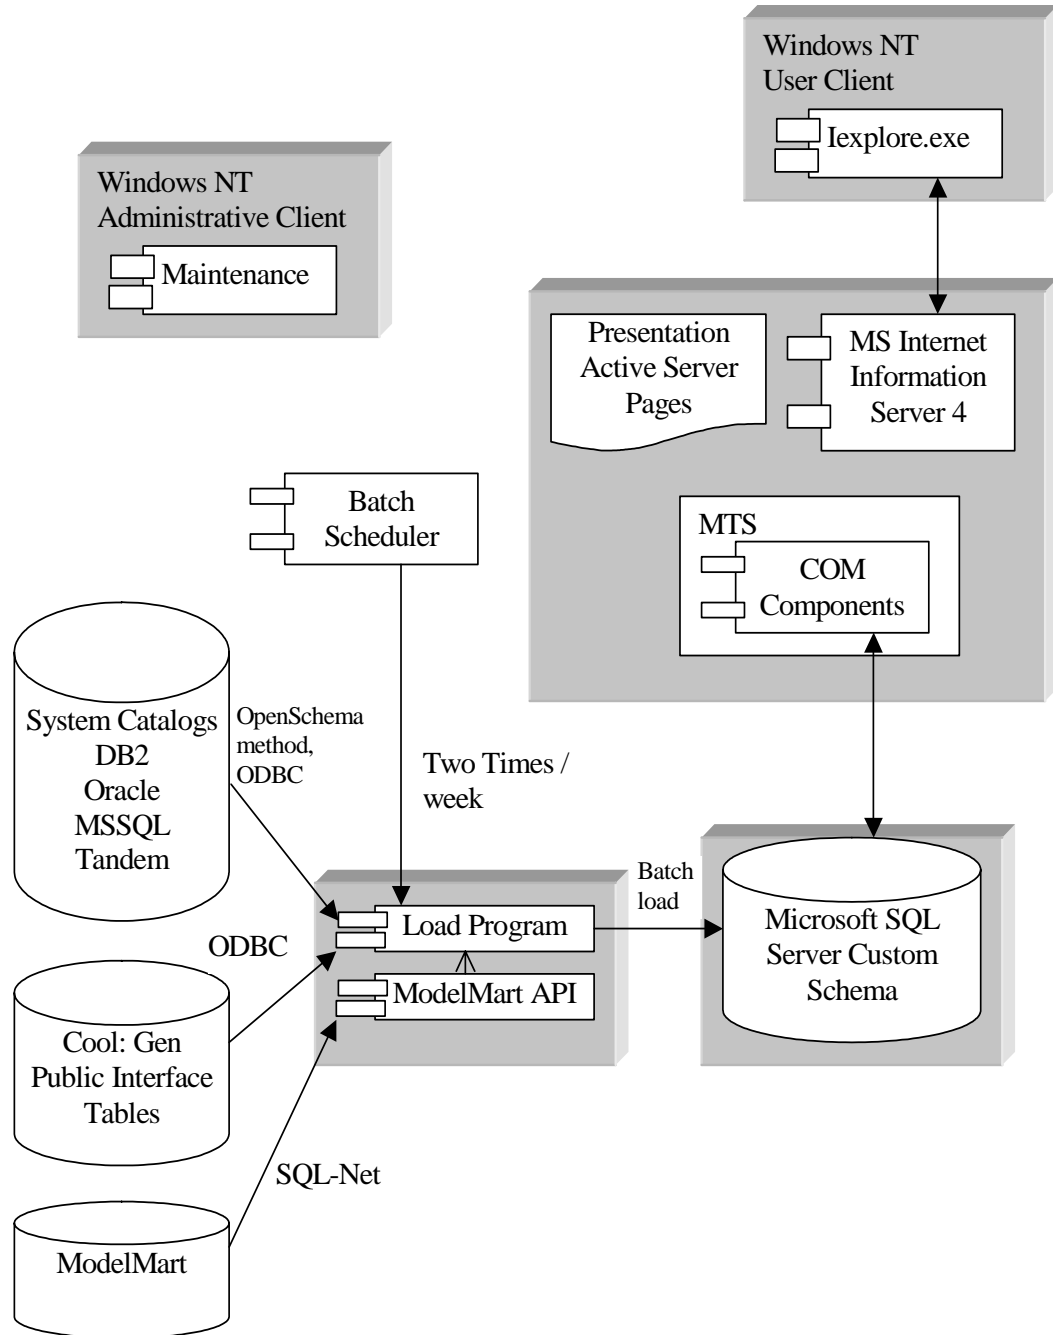 Windows NT
User Client
Iexplore.exe
Windows NT
Administrative Client
Maintenance
Presentation
Active Server
Pages
MS Internet
Information
Server 4
Batch
Scheduler
MTS
COM
Components
System Catalogs
DB2
Oracle
MSSQL
Tandem
OpenSchema
method,
ODBC
Two Times /
week
Batch
load
Load Program
ModelMart API
Microsoft SQL
Server Custom
Schema
ODBC
Cool: Gen
Public Interface
Tables
SQL-Net
ModelMart